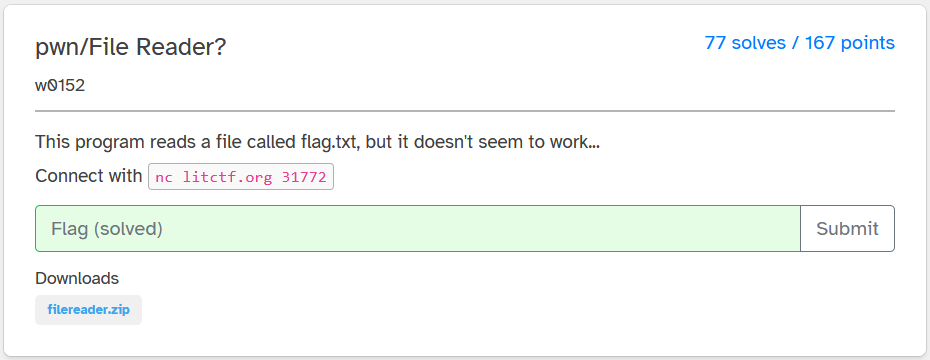 pwn/File Reader?
77 solves / 167 points
w0152
This program reads a file called flag.txt, but it doesn't seem to work...
Connect with nc litctf.org 31772
Flag (solved)
Submit
Downloads
filereader.zip